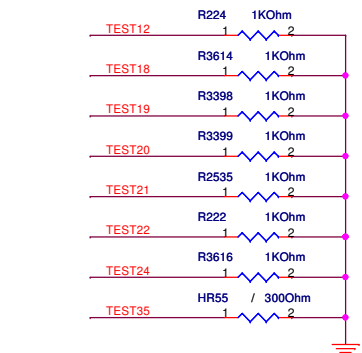 R224 1KOhm
TEST12 1 2
R3614 1KOhm
TEST18 1 2
R3398 1KOhm
TEST19 1 2
R3399 1KOhm
TEST20 1 2
R2535 1KOhm
TEST21 1 2
R222 1KOhm
TEST22 1 2
R3616 1KOhm
TEST24 1 2
HR55 / 300Ohm
TEST35 1 2